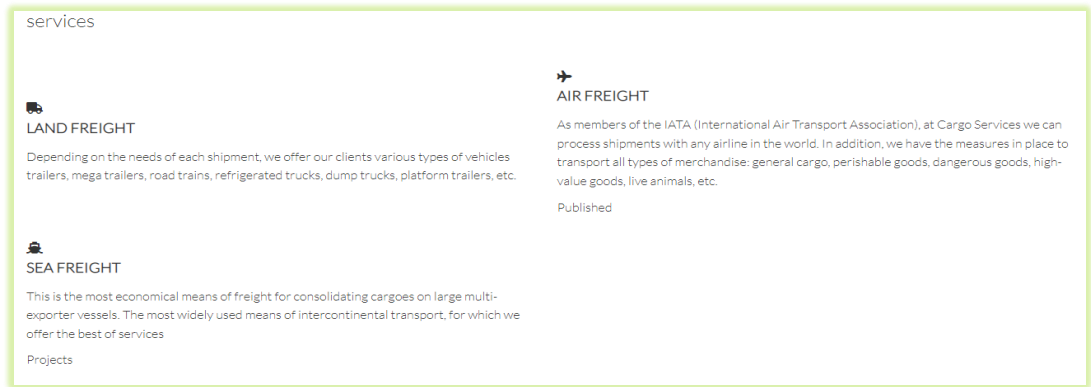 services
LAND FREIGHT
Depending on the needs of each shipment, we offer our clients various types of vehicles
trailers, mega trailers, road trains, refrigerated trucks, dump trucks, platform trailers, etc.
AIR FREIGHT
As members of the IATA (International Air Transport Association), at Cargo Services we can
process shipments with any airline in the world. In addition, we have the measures in place to
transport all types of merchandise: general cargo, perishable goods, dangerous goods, high-
value goods, live animals, etc.
Published
SEA FREIGHT
This is the most economical means of freight for consolidating cargoes on large multi-
exporter vessels. The most widely used means of intercontinental transport, for which we
offer the best of services
Projects